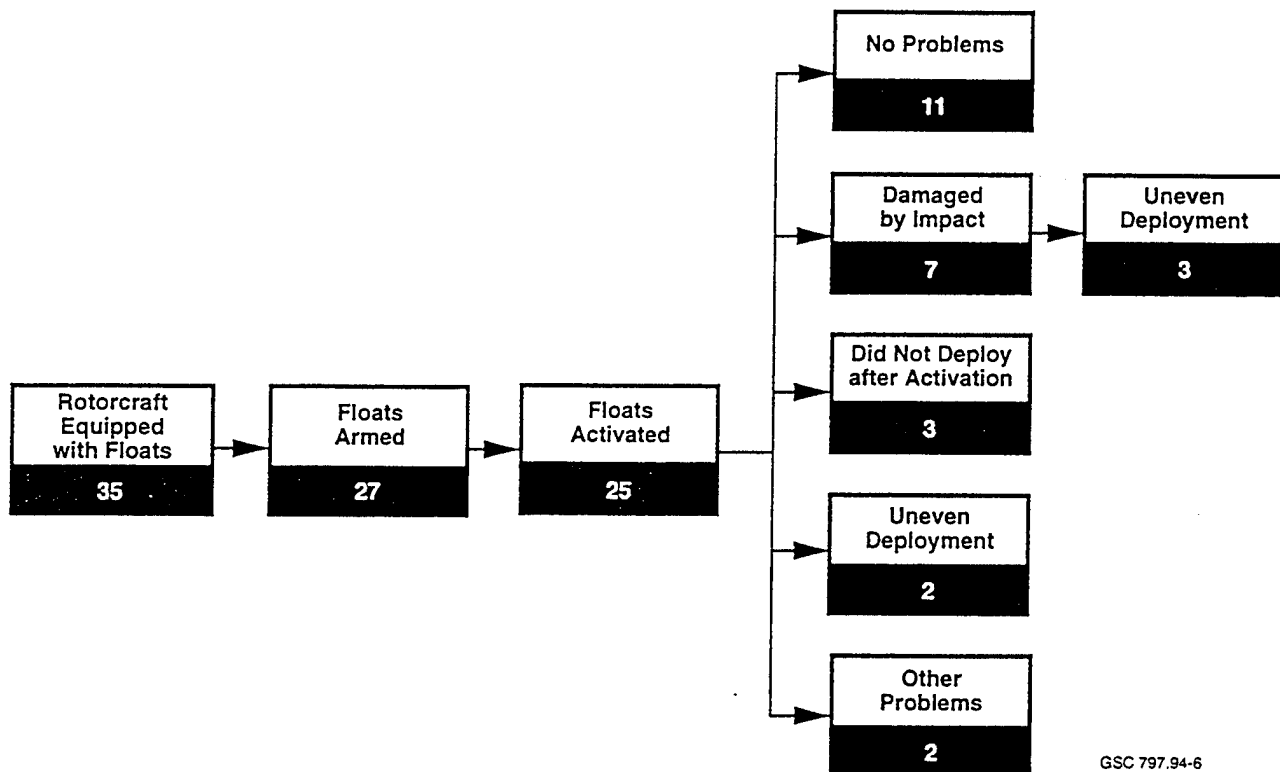 No Problems
11
Damaged
by Impact
7
Uneven
Deployment
3
Did Not Deploy
after Activation
3
Rotorcraft
Equipped
with Floats
35
Floats
Armed
27
Floats
Activated
25
Uneven
Deployment
2
Other
Problems
2
GSC 797.94-6